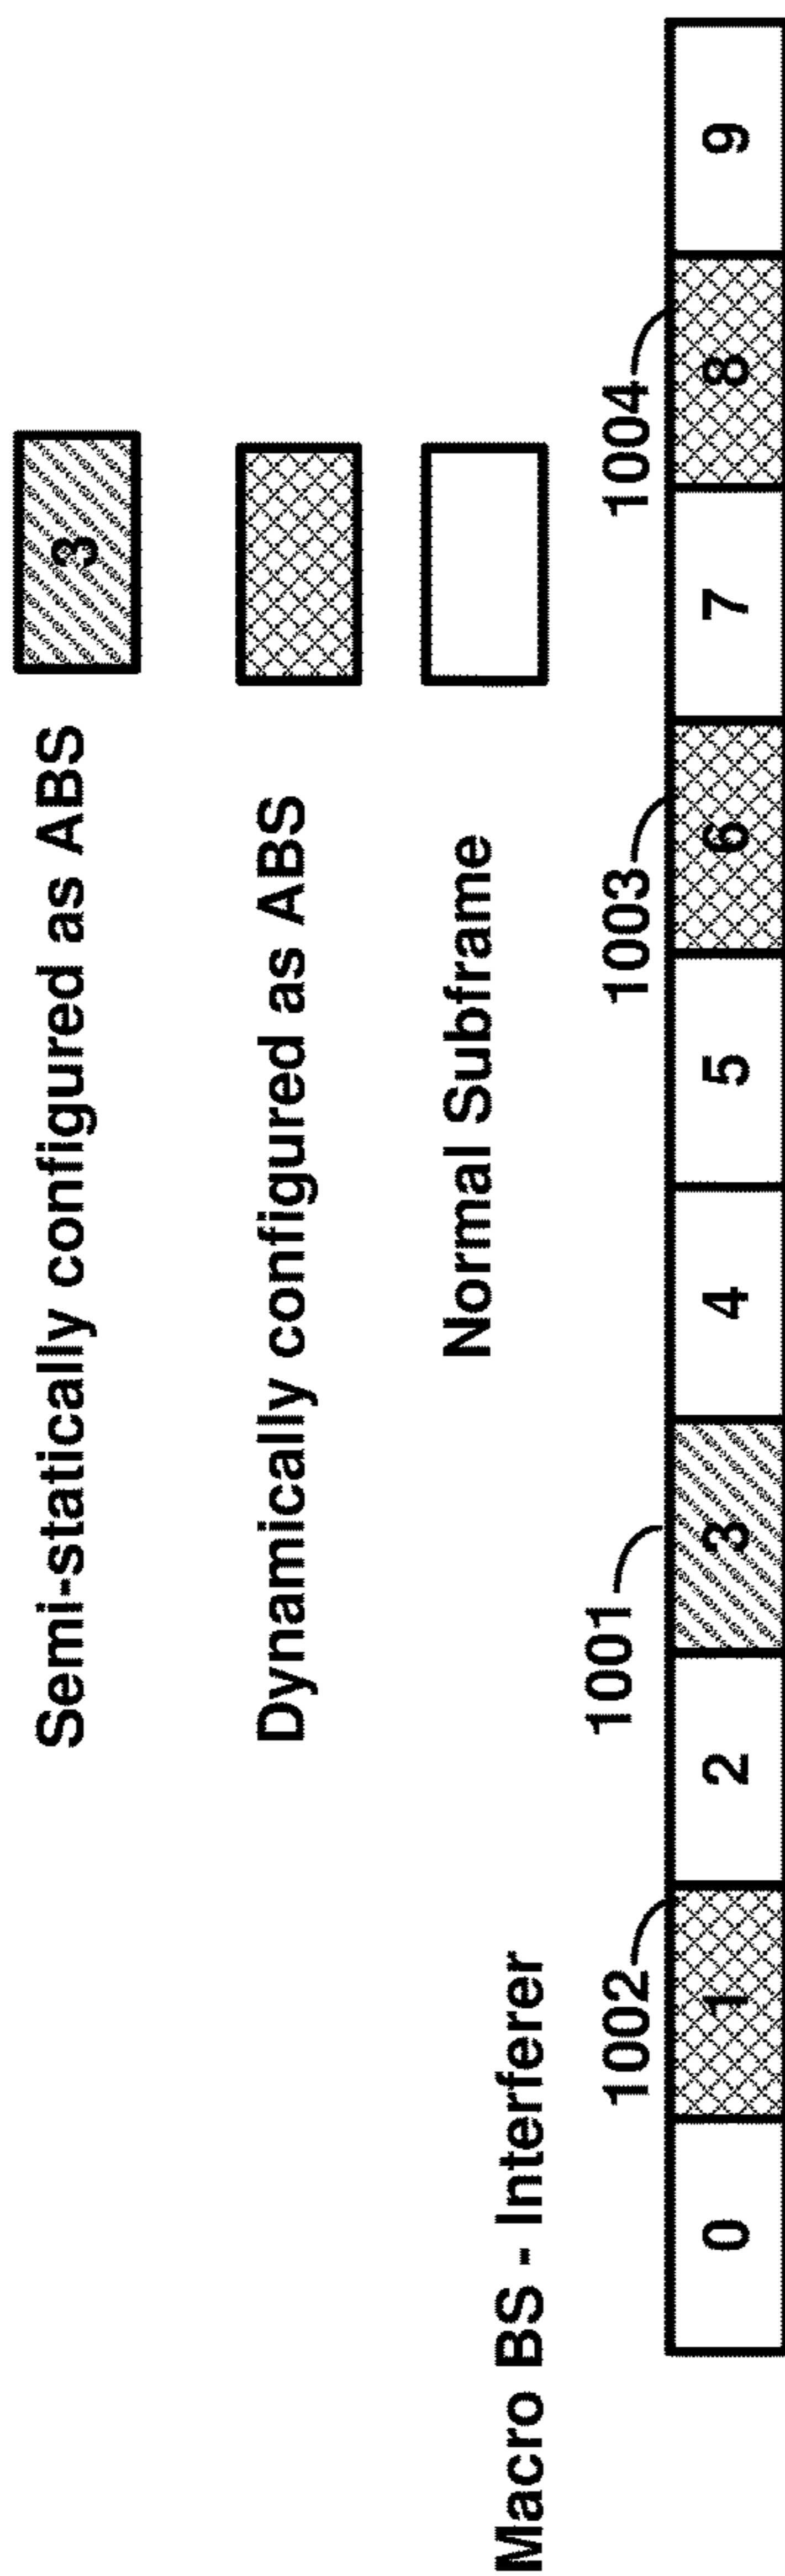 Semi-statically configured as ABS 3
Dynamically configured as ABS
Normal Subframe
Macro BS - Interferer
1002 1001 1003 1004
0 1 2 3 4 5 6 7 8 9